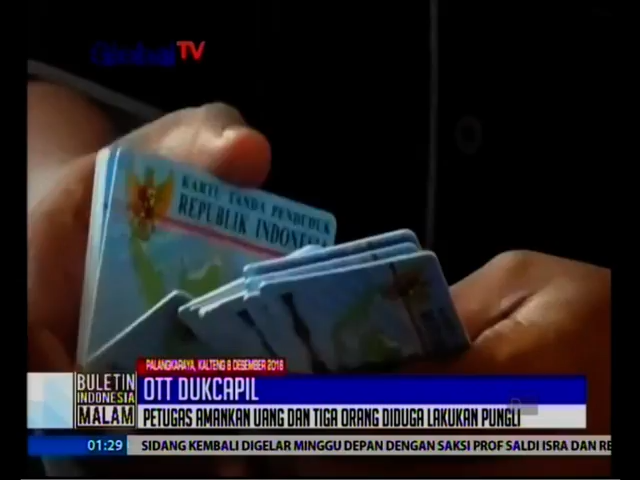 GlobalTV
KARTU TANDA PENDUDUK
REPUBLIK INDONESIA
PALANGKARAYA, KALTENG 8 DESEMBER 2016
BULETIN
INDONESIA
MALAM
OTT DUKCAPIL
PETUGAS AMANKAN UANG DAN TIGA ORANG DIDUGA LAKUKAN PUNGLI
01:29
SIDANG KEMBALI DIGELAR MINGGU DEPAN DENGAN SAKSI PROF SALDI ISRA DAN RE